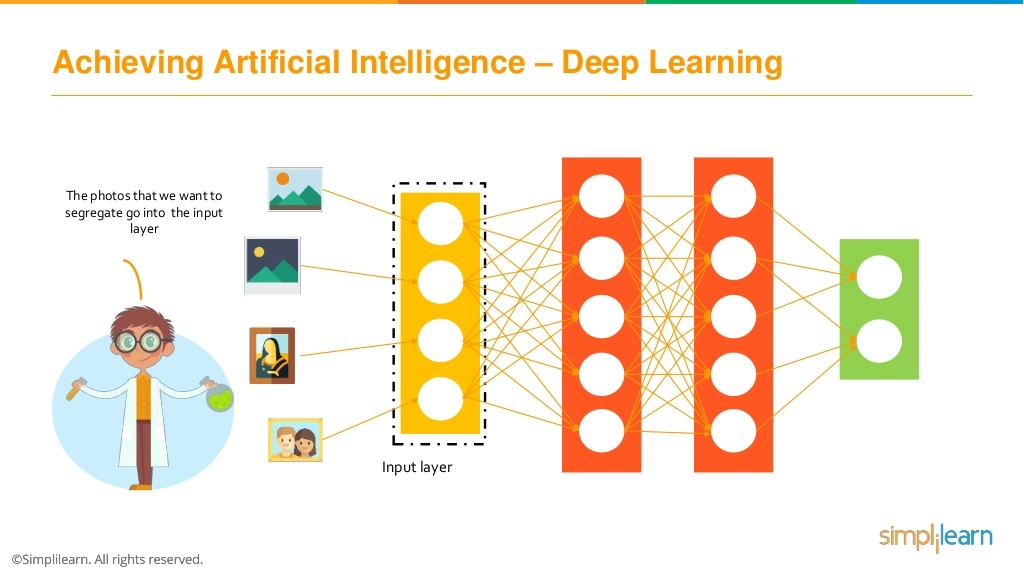 Achieving Artificial Intelligence – Deep Learning
The photos that we want to
segregate go into the input
layer
Input layer
simplilearn
©Simplilearn. All rights reserved.